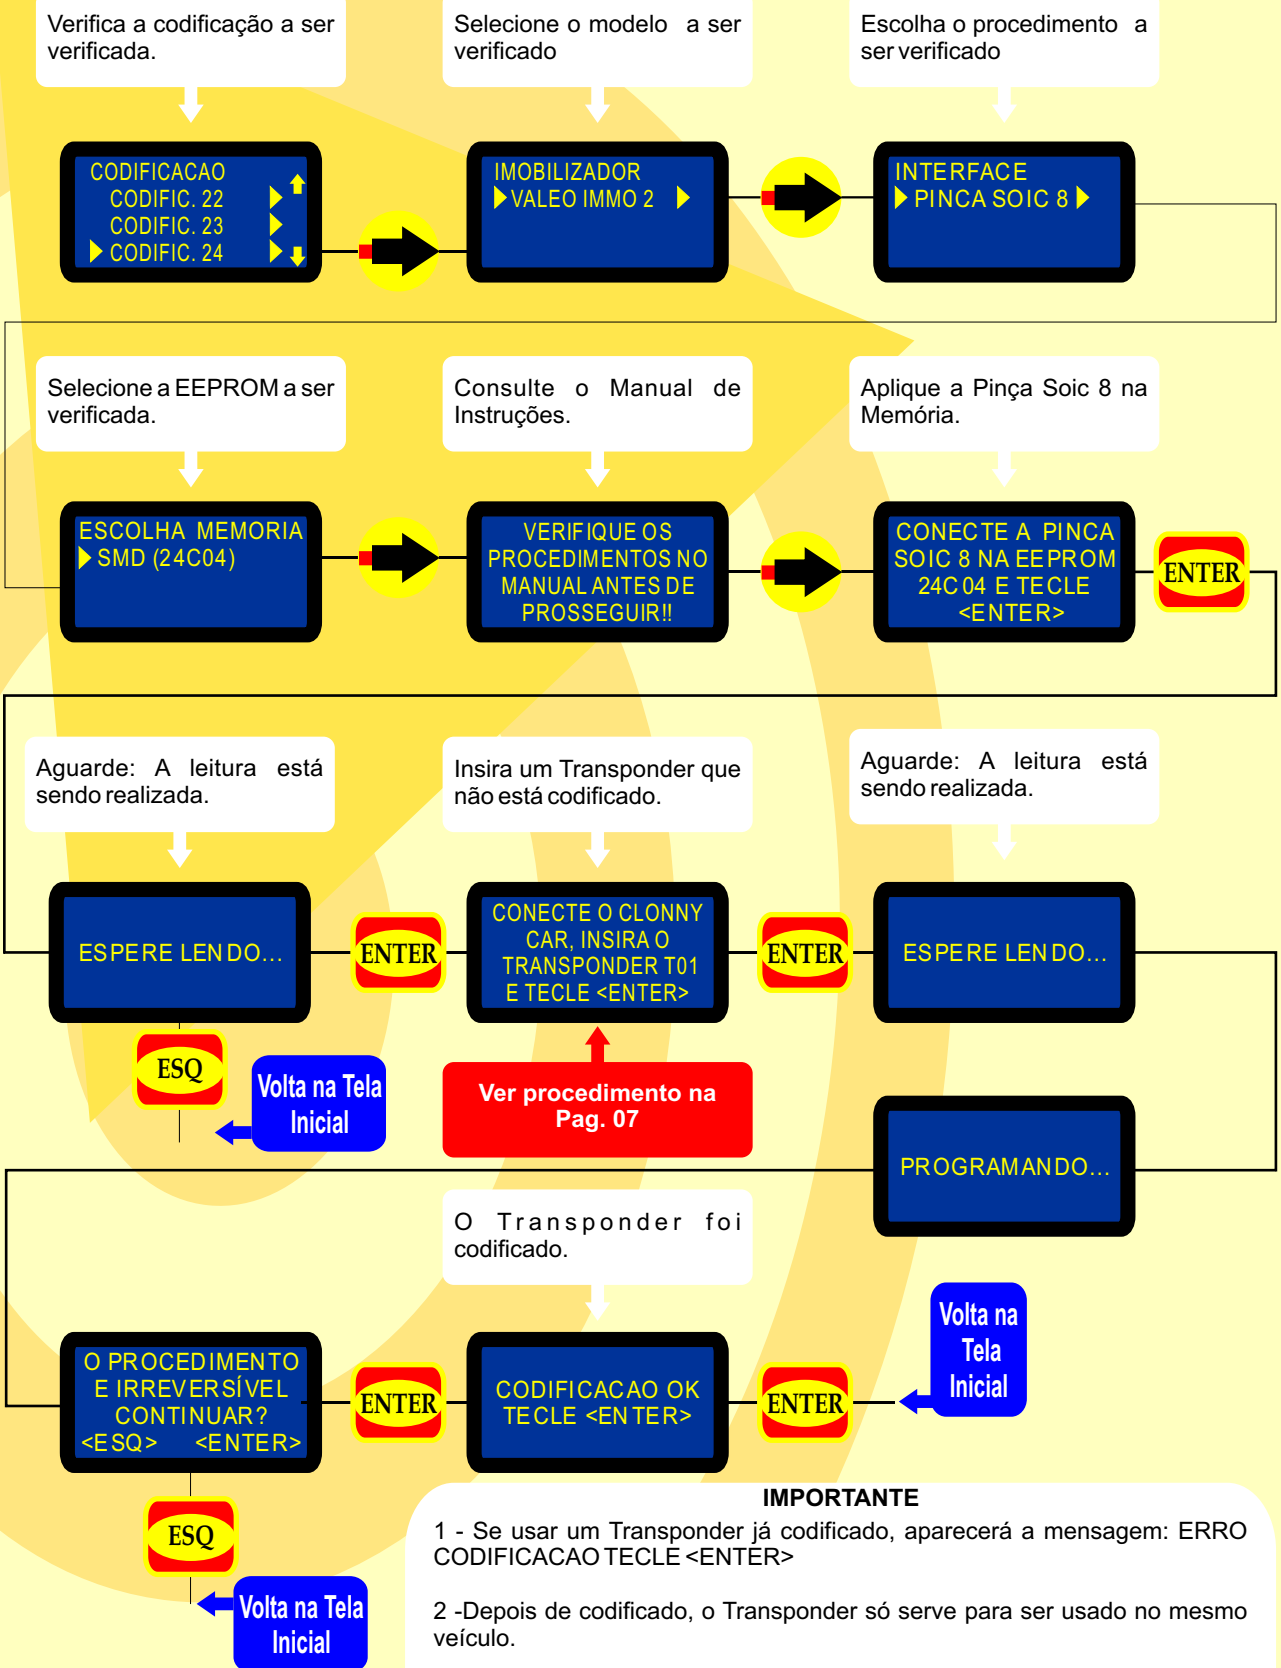 Verifica a codificação a ser
verificada.
Selecione o modelo a ser
verificado
Escolha o procedimento a
ser verificado
CODIFICACAO
CODIFIC. 22
CODIFIC. 23
CODIFIC. 24
IMOBILIZADOR
VALEO IMMO 2
INTERFACE
PINCA SOIC 8
Selecione a EEPROM a ser
verificada.
Consulte o Manual de
Instruções.
Aplique a Pinça Soic 8 na
Memória.
ESCOLHA MEMORIA
SMD (24C04)
VERIFIQUE OS
PROCEDIMENTOS NO
MANUAL ANTES DE
PROSSEGUIR!!
CONECTE A PINCA
SOIC 8 NA EEPROM
24C04 E TECLE
<ENTER>
ENTER
Aguarde: A leitura está
sendo realizada.
Insira um Transponder que
não está codificado.
Aguarde: A leitura está
sendo realizada.
ESPERE LENDO...
ENTER
CONECTE O CLONNY
CAR, INSIRA O
TRANSPONDER T01
E TECLE <ENTER>
ENTER
ESPERE LENDO...
ESQ
Volta na Tela
Inicial
Ver procedimento na
Pag. 07
PROGRAMANDO...
O Transponder foi
codificado.
O PROCEDIMENTO
E IRREVERSÍVEL
CONTINUAR?
<ESQ> <ENTER>
ENTER
CODIFICACAO OK
TECLE <ENTER>
ENTER
Volta na
Tela
Inicial
ESQ
Volta na Tela
Inicial
IMPORTANTE
1 - Se usar um Transponder já codificado, aparecerá a mensagem: ERRO
CODIFICACAO TECLE <ENTER>
2 -Depois de codificado, o Transponder só serve para ser usado no mesmo
veículo.